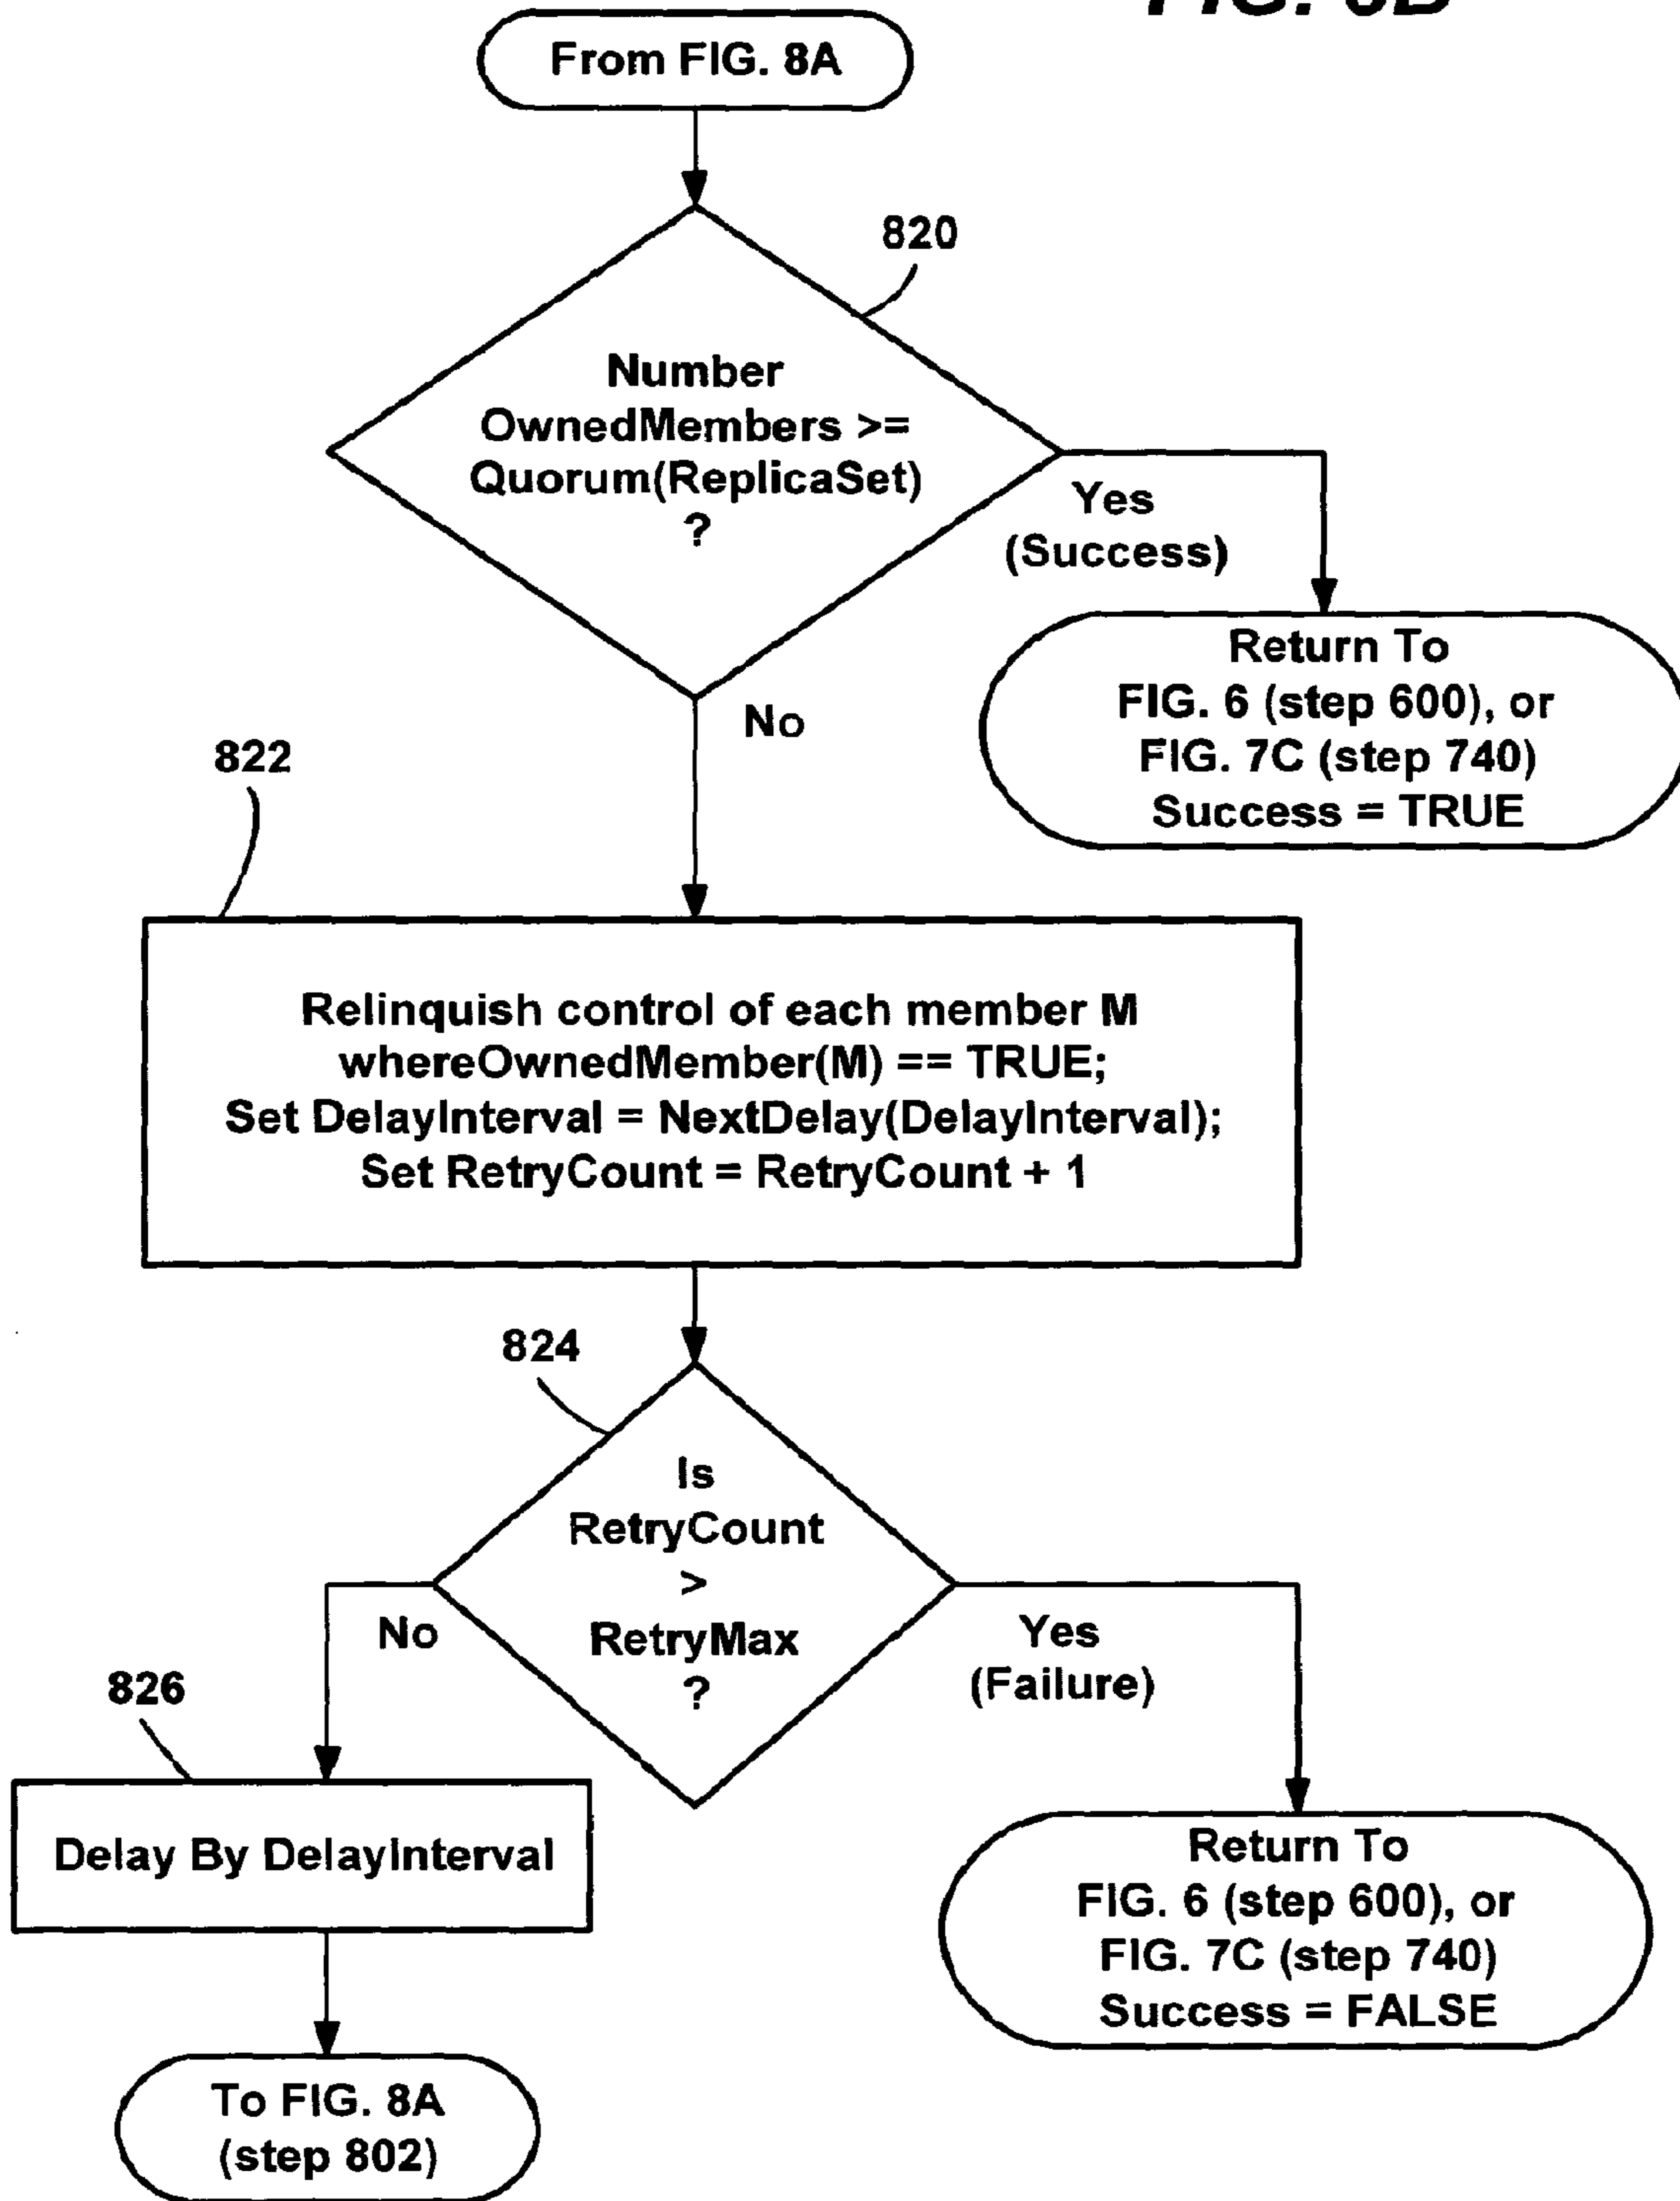 From FIG. 8A
820
Number
OwnedMembers >=
Quorum(ReplicaSet)
?
Yes
(Success)
Return To
FIG. 6 (step 600), or
FIG. 7C (step 740)
Success = TRUE
No
822
Relinquish control of each member M
whereOwnedMember(M) == TRUE;
Set DelayInterval = NextDelay(DelayInterval);
Set RetryCount = RetryCount + 1
824
Is
RetryCount
>
RetryMax
?
No
Yes
(Failure)
826
Delay By DelayInterval
Return To
FIG. 6 (step 600), or
FIG. 7C (step 740)
Success = FALSE
To FIG. 8A
(step 802)